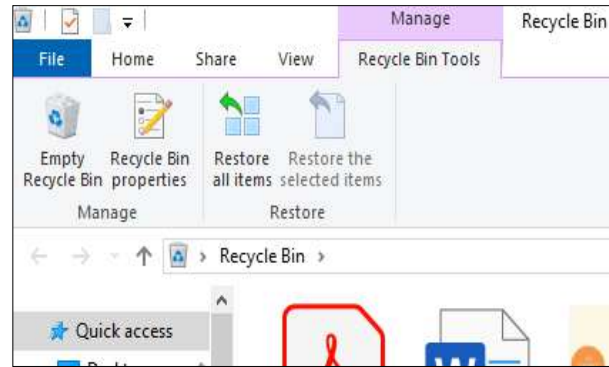 Manage Recycle Bin
File Home Share View Recycle Bin Tools
Empty Recycle Bin Restore Restore the
Recycle Bin properties all items selected items
Manage Restore
Recycle Bin
Quick access
W